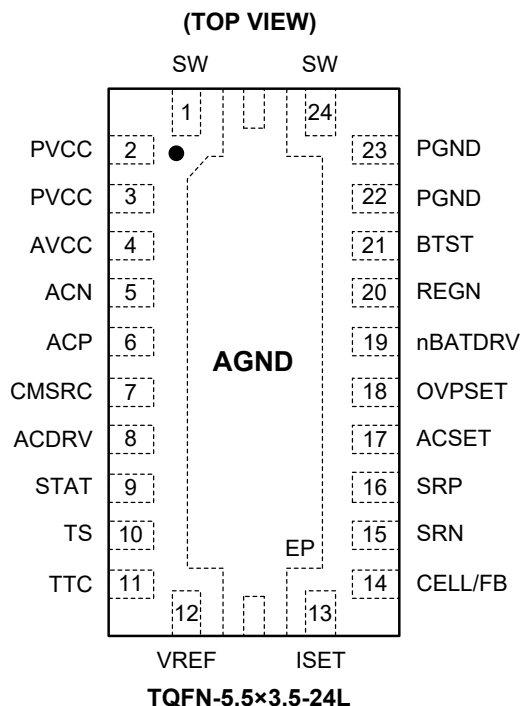 (TOP VIEW)
SW SW
1 24
PVCC 2 23 PGND
PVCC 3 22 PGND
AVCC 4 21 BTST
ACN 5 20 REGN
ACP 6 19 nBATDRV
AGND
CMSRC 7 18 OVPSET
ACDRV 8 17 ACSET
STAT 9 16 SRP
TS 10 15 SRN
EP
TTC 11 14 CELL/FB
12 13
VREF ISET
TQFN-5.5×3.5-24L